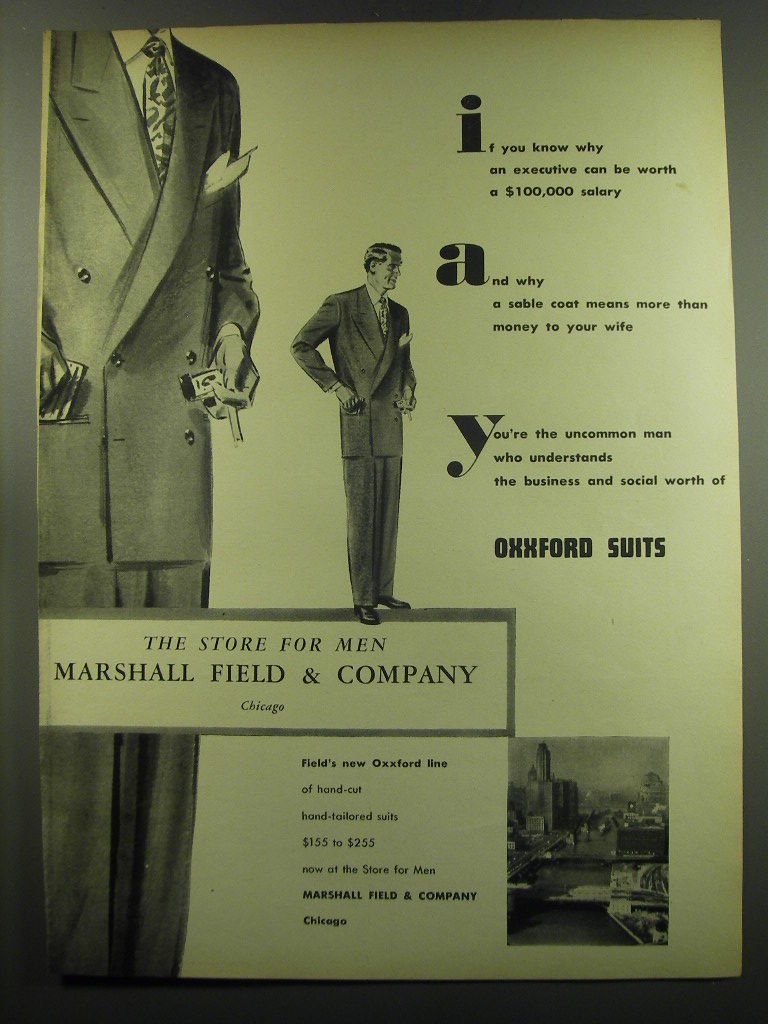 if you know why
an executive can be worth
a $100,000 salary
and why
a sable coat means more than
money to your wife
you're the uncommon man
who understands
the business and social worth of
OXXFORD SUITS
THE STORE FOR MEN
MARSHALL FIELD & COMPANY
Chicago
Field's new Oxxford line
of hand-cut
hand-tailored suits
$155 to $255
now at the Store for Men
MARSHALL FIELD & COMPANY
Chicago